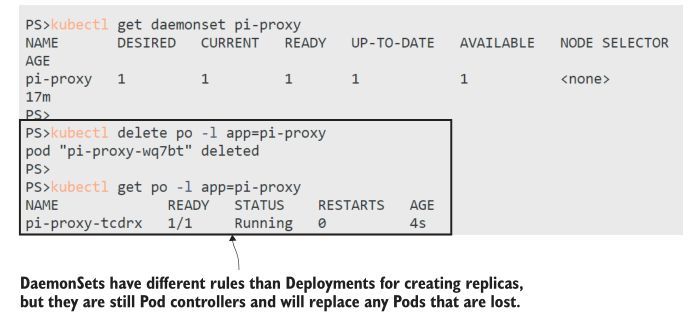 PS>kubectl get daemonset pi-proxy
NAME DESIRED CURRENT READY UP-TO-DATE AVAILABLE NODE SELECTOR
AGE
pi-proxy 1 1 1 1 1 <none>
17m
PS>
PS>kubectl delete po -l app=pi-proxy
pod "pi-proxy-wq7bt" deleted
PS>
PS>kubectl get po -l app=pi-proxy
NAME READY STATUS RESTARTS AGE
pi-proxy-tcdrx 1/1 Running 0 4s
DaemonSets have different rules than Deployments for creating replicas,
but they are still Pod controllers and will replace any Pods that are lost.